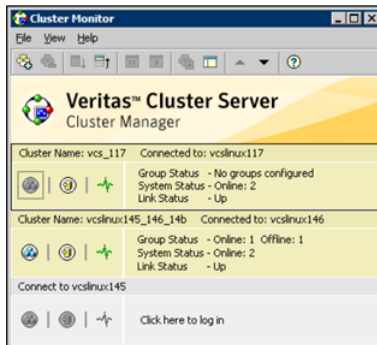 Cluster Monitor
File View Help
Veritas™ Cluster Server
Cluster Manager
Cluster Name: vcs_117 Connected to: vcslinux117
Group Status - No groups configured
System Status - Online: 2
Link Status - Up
Cluster Name: vcslinux145_146_14b Connected to: vcslinux146
Group Status - Online: 1 Offline: 1
System Status - Online: 2
Link Status - Up
Connect to vcslinux145
Click here to log in